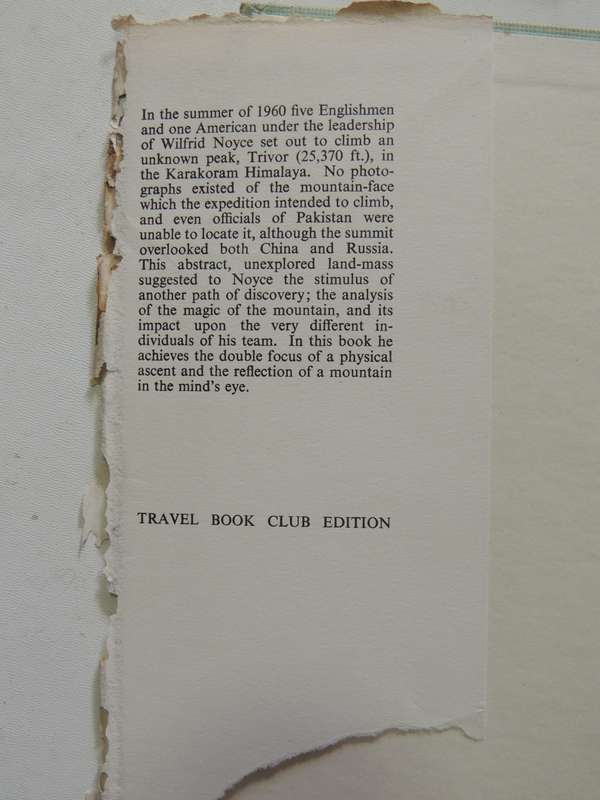 In the summer of 1960 five Englishmen
and one American under the leadership
of Wilfrid Noyce set out to climb an
unknown peak, Trivor (25,370 ft.), in
the Karakoram Himalaya. No photo-
graphs existed of the mountain-face
which the expedition intended to climb,
and even officials of Pakistan were
unable to locate it, although the summit
overlooked both China and Russia.
This abstract, unexplored land-mass
suggested to Noyce the stimulus of
another path of discovery; the analysis
of the magic of the mountain, and its
impact upon the very different in-
dividuals of his team. In this book he
achieves the double focus of a physical
ascent and the reflection of a mountain
in the mind's eye.
TRAVEL BOOK CLUB EDITION